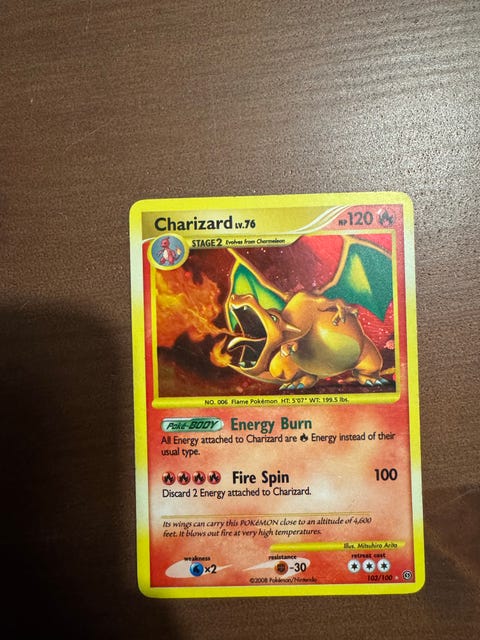 Charizard LV.76 HP 120
STAGE 2 Evolves from Charmeleon
NO. 006 Flame Pokémon HT: 5'07" WT: 199.5 lbs.
Poké-BODY Energy Burn
All Energy attached to Charizard are Energy instead of their
usual type.
Fire Spin 100
Discard 2 Energy attached to Charizard.
Its wings can carry this POKÉMON close to an altitude of 4,600
feet. It blows out fire at very high temperatures.
Illus. Mitsuhiro Arita
weakness resistance retreat cost
×2 -30
©2008 Pokémon/Nintendo 103/100